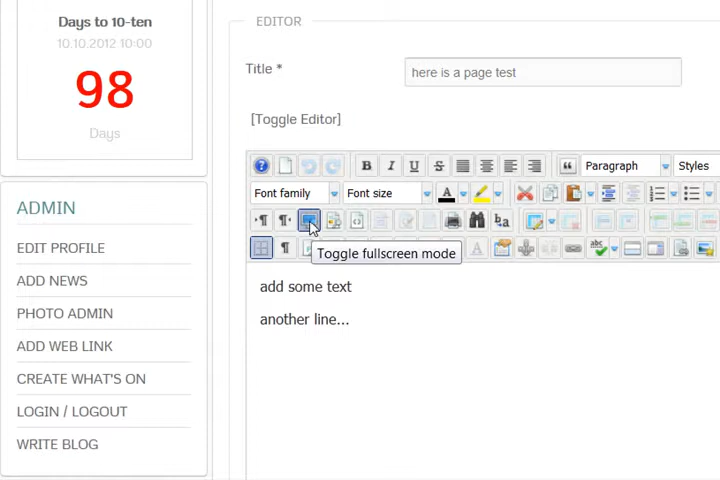 Days to 10-ten
10.10.2012 10:00
98
Days
ADMIN
EDIT PROFILE
ADD NEWS
PHOTO ADMIN
ADD WEB LINK
CREATE WHAT'S ON
LOGIN / LOGOUT
WRITE BLOG
EDITOR
Title *
here is a page test
[Toggle Editor]
B I U S Paragraph Styles
Font family Font size A
Toggle fullscreen mode
add some text
another line...